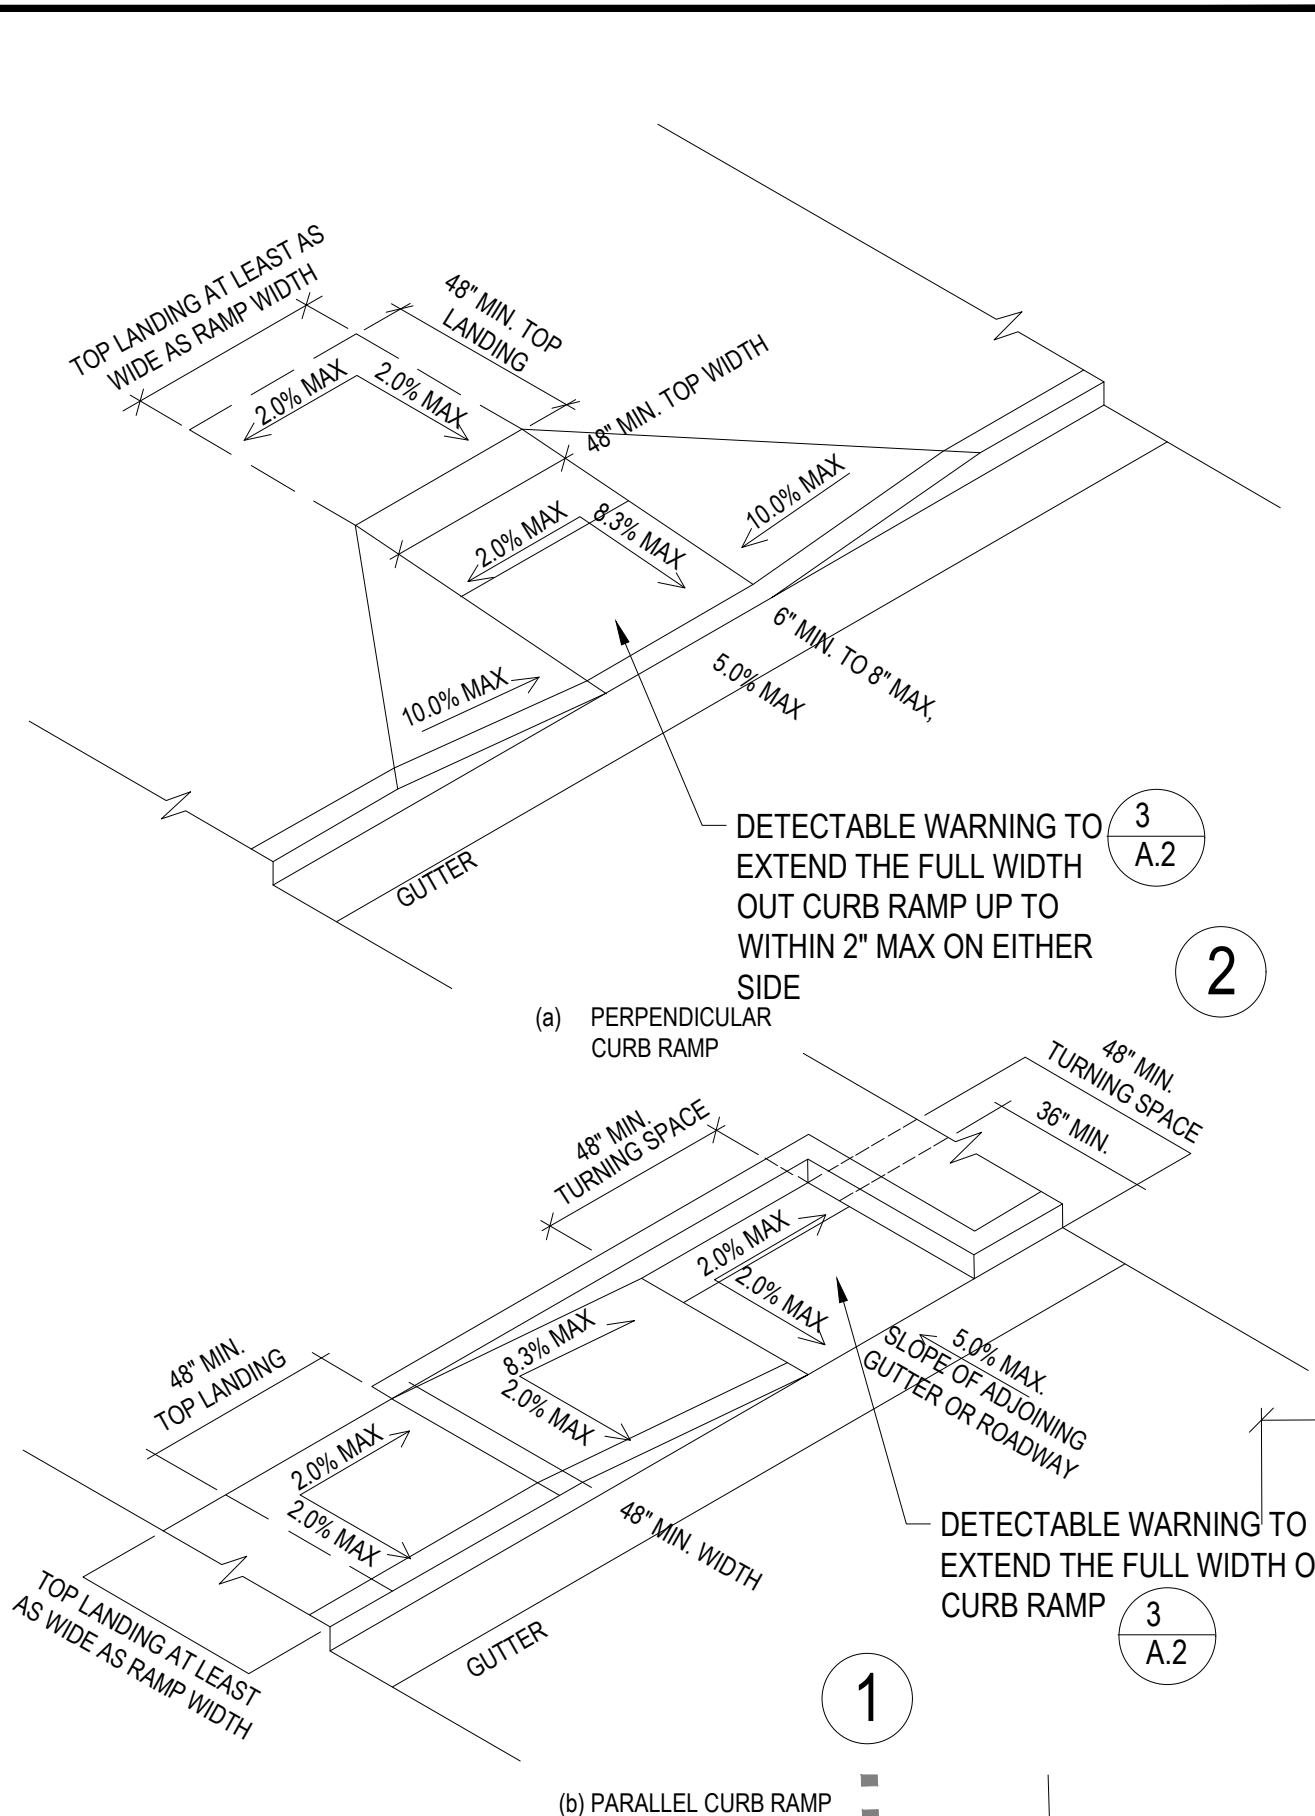 TOP LANDING AT LEAST AS
WIDE AS RAMP WIDTH
48" MIN. TOP
LANDING
2.0% MAX
2.0% MAX
48" MIN. TOP WIDTH
2.0% MAX
8.3% MAX
10.0% MAX
10.0% MAX
6" MIN. TO 8" MAX,
5.0% MAX
GUTTER
DETECTABLE WARNING TO
EXTEND THE FULL WIDTH
OUT CURB RAMP UP TO
WITHIN 2" MAX ON EITHER
SIDE
3
A.2
2
(a) PERPENDICULAR
CURB RAMP
48" MIN.
TURNING SPACE
48" MIN.
TURNING SPACE
36" MIN.
2.0% MAX
2.0% MAX
8.3% MAX
2.0% MAX
48" MIN.
TOP LANDING
2.0% MAX
2.0% MAX
5.0% MAX.
SLOPE OF ADJOINING
GUTTER OR ROADWAY
48" MIN. WIDTH
TOP LANDING AT LEAST
AS WIDE AS RAMP WIDTH
GUTTER
DETECTABLE WARNING TO
EXTEND THE FULL WIDTH
CURB RAMP
3
A.2
1
(b) PARALLEL CURB RAMP